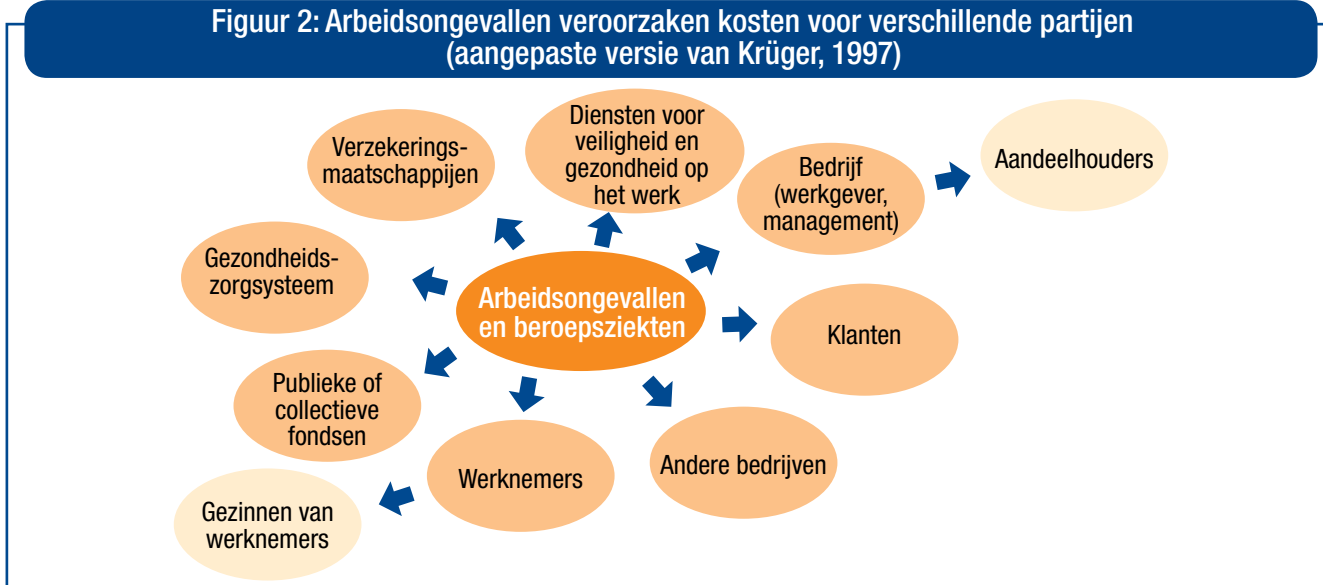 Figuur 2: Arbeidsongevallen veroorzaken kosten voor verschillende partijen
(aangepaste versie van Krüger, 1997)
Diensten voor
veiligheid en
gezondheid op
het werk
Verzekerings-
maatschappijen
Bedrijf
(werkgever,
management)
Aandeelhouders
Gezondheids-
zorgsysteem
Arbeidsongevallen
en beroepsziekten
Klanten
Publieke of
collectieve
fondsen
Werknemers
Andere bedrijven
Gezinnen van
werknemers